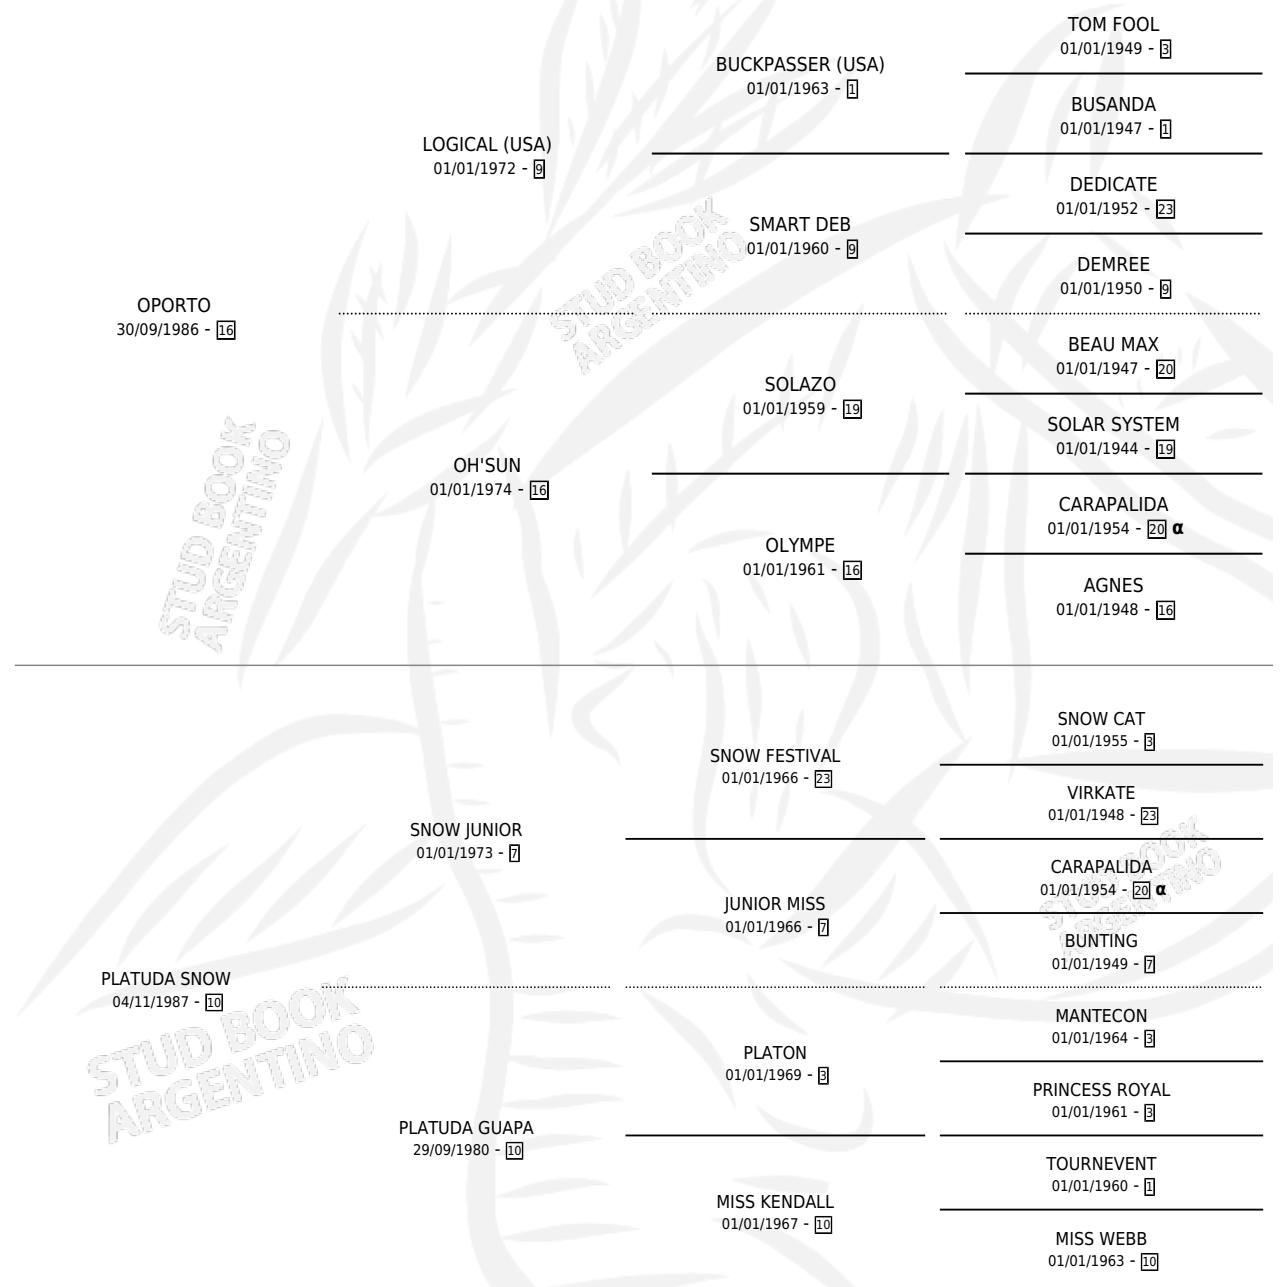 TOM FOOL
01/01/1949 - 3
BUCKPASSER (USA)
01/01/1963 - 1
BUSANDA
01/01/1947 - 1
LOGICAL (USA)
01/01/1972 - 9
DEDICATE
01/01/1952 - 23
SMART DEB
01/01/1960 - 9
DEMREE
01/01/1950 - 9
OPORTO
30/09/1986 - 16
BEAU MAX
01/01/1947 - 20
SOLAZO
01/01/1959 - 19
SOLAR SYSTEM
01/01/1944 - 19
OH'SUN
01/01/1974 - 16
CARAPALIDA
01/01/1954 - 20 α
OLYMPE
01/01/1961 - 16
AGNES
01/01/1948 - 16
SNOW CAT
01/01/1955 - 3
SNOW FESTIVAL
01/01/1966 - 23
VIRKATE
01/01/1948 - 23
SNOW JUNIOR
01/01/1973 - 7
CARAPALIDA
01/01/1954 - 20 α
JUNIOR MISS
01/01/1966 - 7
BUNTING
01/01/1949 - 7
PLATUDA SNOW
04/11/1987 - 10
MANTECON
01/01/1964 - 3
PLATON
01/01/1969 - 3
PRINCESS ROYAL
01/01/1961 - 3
PLATUDA GUAPA
29/09/1980 - 10
TOURNEVENT
01/01/1960 - 1
MISS KENDALL
01/01/1967 - 10
MISS WEBB
01/01/1963 - 10
STUD BOOK
ARGENTINO
STUD BOOK
ARGENTINO
STUD BOOK
ARGENTINO
STUD BOOK
ARGENTINO